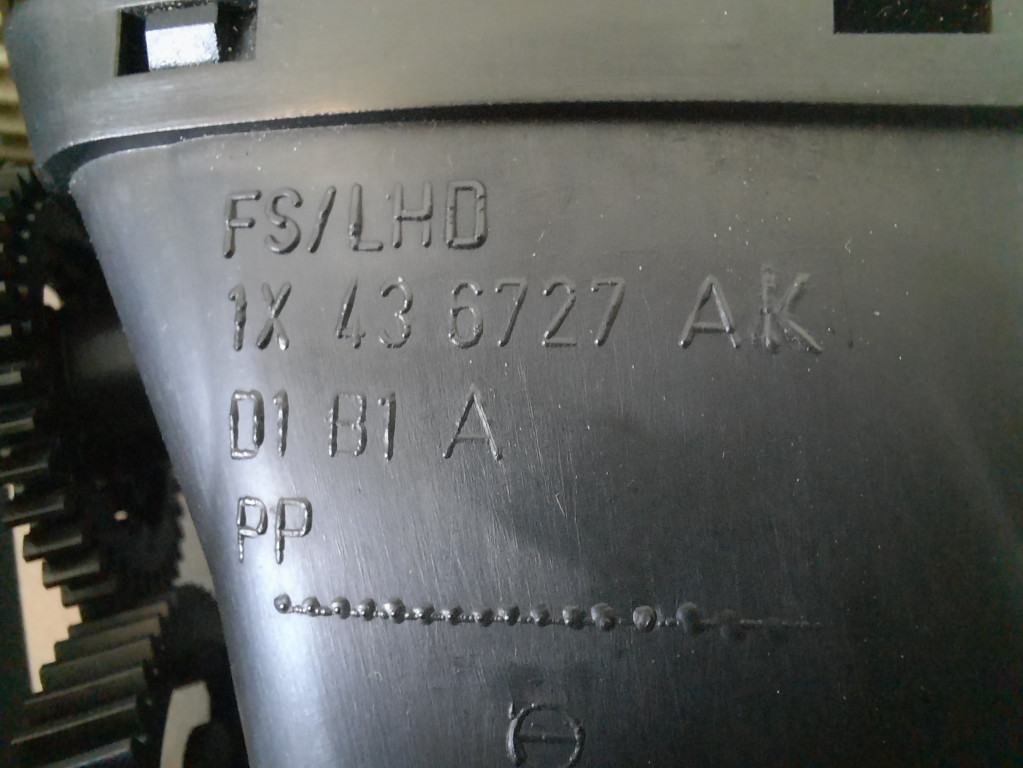 FS/LHD
1X 43 6727 AK
D1 B1 A
PP